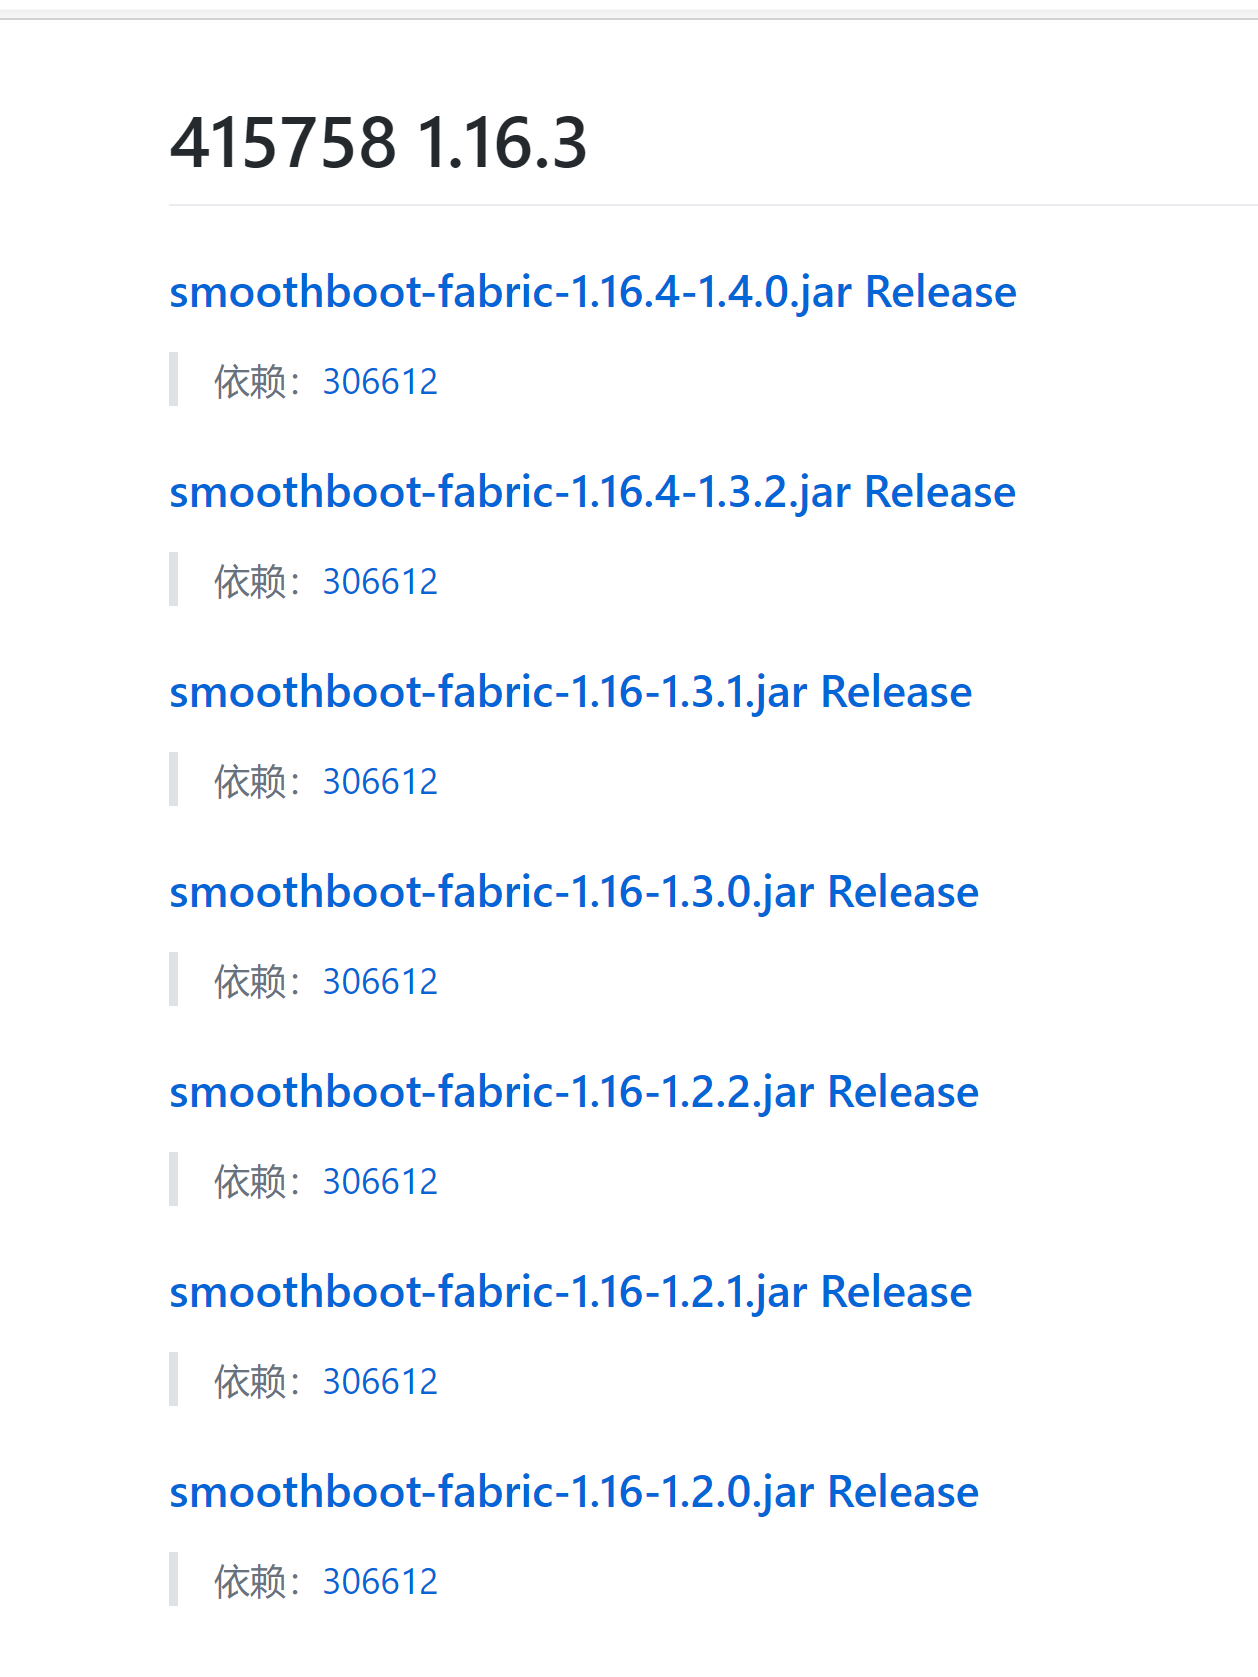 415758 1.16.3
smoothboot-fabric-1.16.4-1.4.0.jar Release
依赖：306612
smoothboot-fabric-1.16.4-1.3.2.jar Release
依赖：306612
smoothboot-fabric-1.16-1.3.1.jar Release
依赖：306612
smoothboot-fabric-1.16-1.3.0.jar Release
依赖：306612
smoothboot-fabric-1.16-1.2.2.jar Release
依赖：306612
smoothboot-fabric-1.16-1.2.1.jar Release
依赖：306612
smoothboot-fabric-1.16-1.2.0.jar Release
依赖：306612